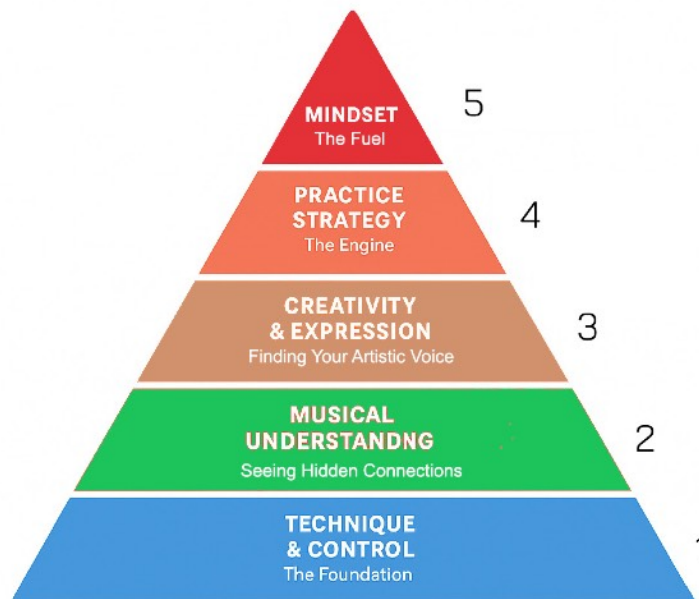 MINDSET
The Fuel
5
PRACTICE
STRATEGY
The Engine
4
CREATIVITY
& EXPRESSION
Finding Your Artistic Voice
3
MUSICAL
UNDERSTANDNG
Seeing Hidden Connections
2
TECHNIQUE
& CONTROL
The Foundation